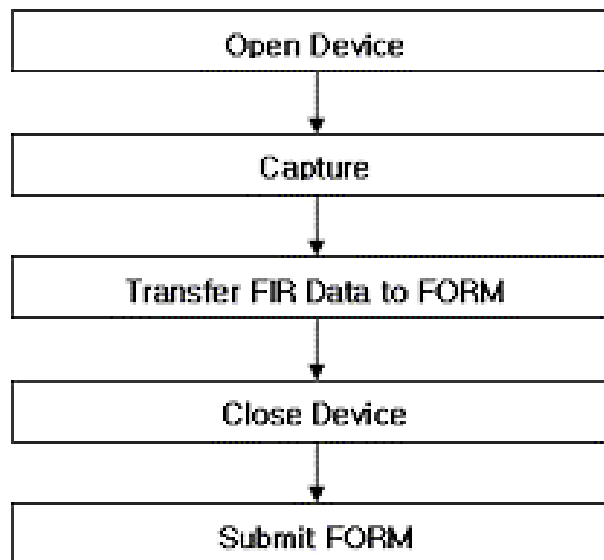 Open Device
Capture
Transfer FIR Data to FORM
Close Device
Submit FORM